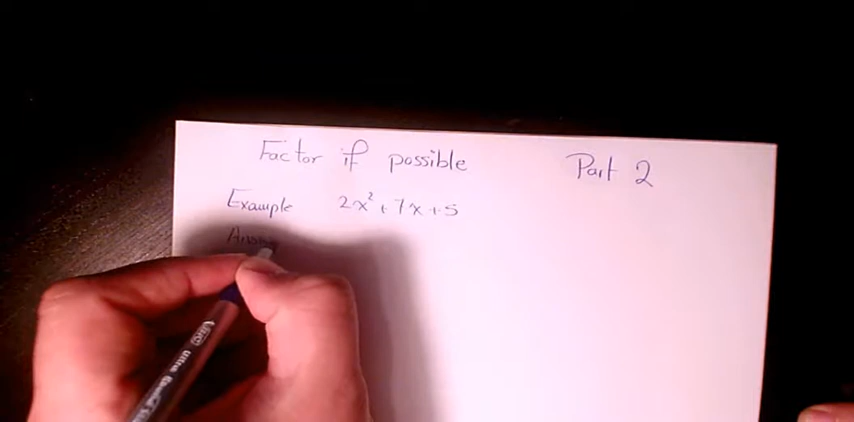 Factor if possible Part 2
Example 2x² + 7x + 5